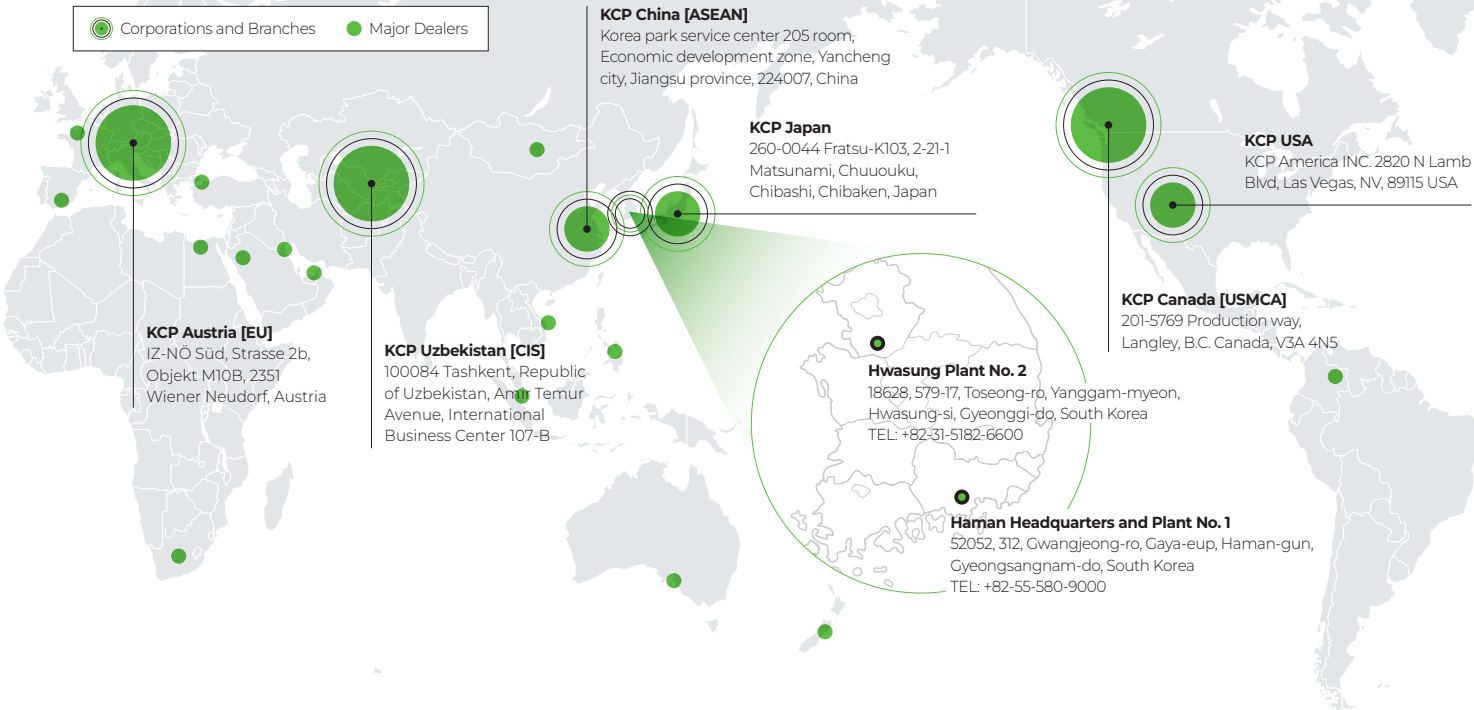 Corporations and Branches
Major Dealers
KCP China [ASEAN]
Korea park service center 205 room,
Economic development zone, Yancheng
city, Jiangsu province, 224007, China
KCP Japan
260-0044 Fratsu-K103, 2-21-1
Matsunami, Chuuouku,
Chibashi, Chibaken, Japan
KCP USA
KCP America INC. 2820 N Lamb
Blvd, Las Vegas, NV, 89115 USA
KCP Canada [USMCA]
201-5769 Production way,
Langley, B.C. Canada, V3A 4N5
KCP Austria [EU]
IZ-NÖ Süd, Strasse 2b,
Objekt M10B, 2351
Wiener Neudorf, Austria
KCP Uzbekistan [CIS]
100084 Tashkent, Republic
of Uzbekistan, Amir Temur
Avenue, International
Business Center 107-B
Hwasung Plant No. 2
18628, 579-17, Toseong-ro, Yanggam-myeon,
Hwasung-si, Gyeonggi-do, South Korea
TEL: +82-31-5182-6600
Haman Headquarters and Plant No. 1
52052, 312, Gwangjeong-ro, Gaya-eup, Haman-gun,
Gyeongsangnam-do, South Korea
TEL: +82-55-580-9000